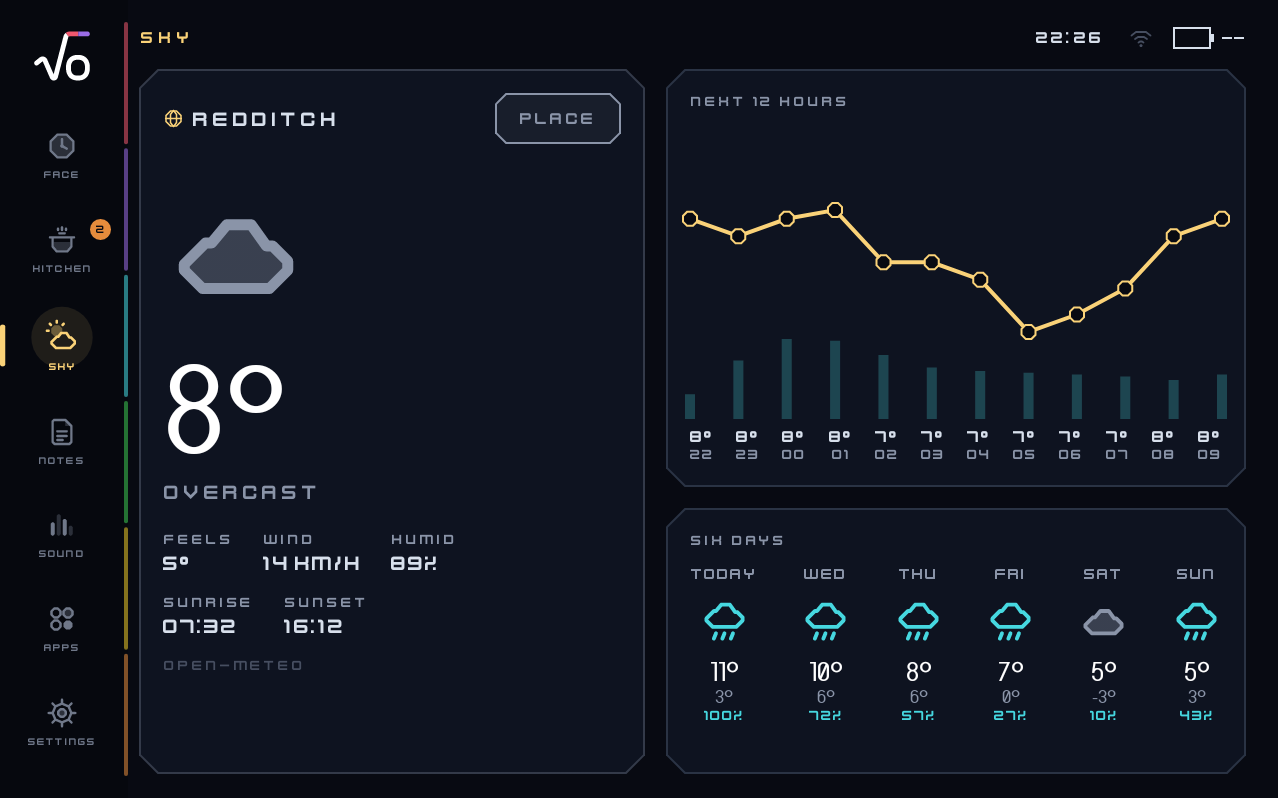 √o
SKY
22:26
--
FACE
2
KITCHEN
SKY
NOTES
SOUND
APPS
SETTINGS
REDDITCH
PLACE
8°
OVERCAST
FEELS WIND HUMID
5° 14 KM/H 89%
SUNRISE SUNSET
07:32 16:12
OPEN-METEO
NEXT 12 HOURS
8° 8° 8° 8° 7° 7° 7° 7° 7° 7° 8° 8°
22 23 00 01 02 03 04 05 06 07 08 09
SIX DAYS
TODAY WED THU FRI SAT SUN
11° 10° 8° 7° 5° 5°
3° 6° 6° 0° -3° 3°
100% 72% 57% 27% 10% 43%